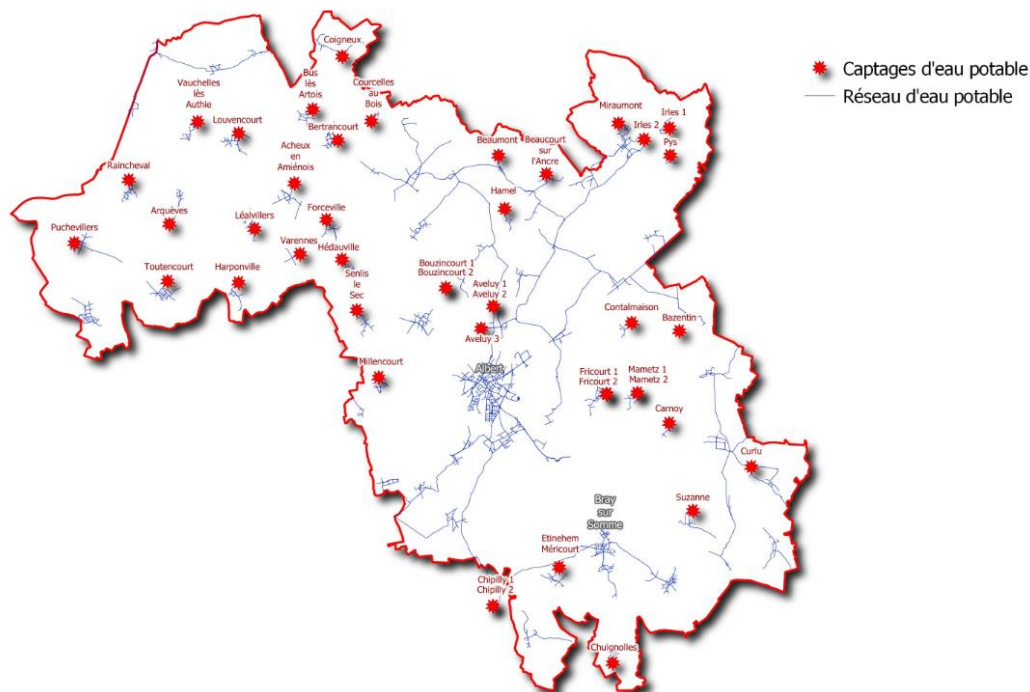 Coigneux
Captages d'eau potable
Réseau d'eau potable
Vauchelles
lès
Authie
Bus
lès
Artois
Courcelles
au
Bois
Louvencourt
Bertrancourt
Miraumont
Irles 1
Irles 2
Pys
Beaumont
Beaucourt
sur
l'Ancre
Raincheval
Acheux
en
Amiénois
Hamel
Arquèves
Léalvillers
Forceville
Puchevillers
Varennes
Hédauville
Toutencourt
Harponville
Senlis
le
Sec
Bouzincourt 1
Bouzincourt 2
Aveluy 1
Aveluy 2
Aveluy 3
Contalmaison
Bazentin
Millencourt
Albert
Fricourt 1
Fricourt 2
Mametz 1
Mametz 2
Carnoy
Curlu
Suzanne
Bray
sur
Somme
Etinehem
Méricourt
Chipilly 1
Chipilly 2
Chuignolles